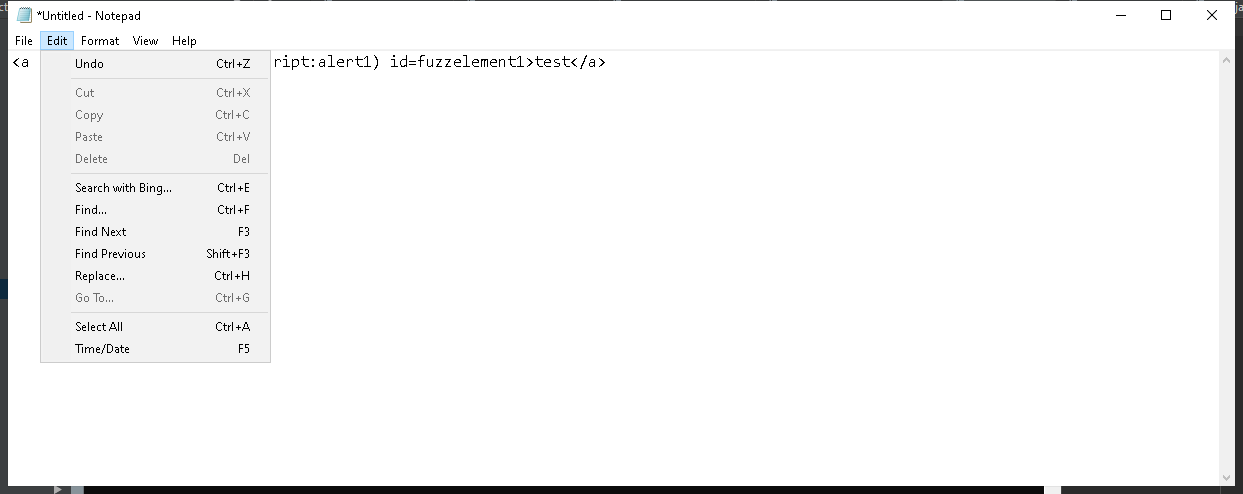 *Untitled - Notepad
File Edit Format View Help
<a ript:alert1) id=fuzzelement1>test</a>
Undo Ctrl+Z
Cut Ctrl+X
Copy Ctrl+C
Paste Ctrl+V
Delete Del
Search with Bing... Ctrl+E
Find... Ctrl+F
Find Next F3
Find Previous Shift+F3
Replace... Ctrl+H
Go To... Ctrl+G
Select All Ctrl+A
Time/Date F5